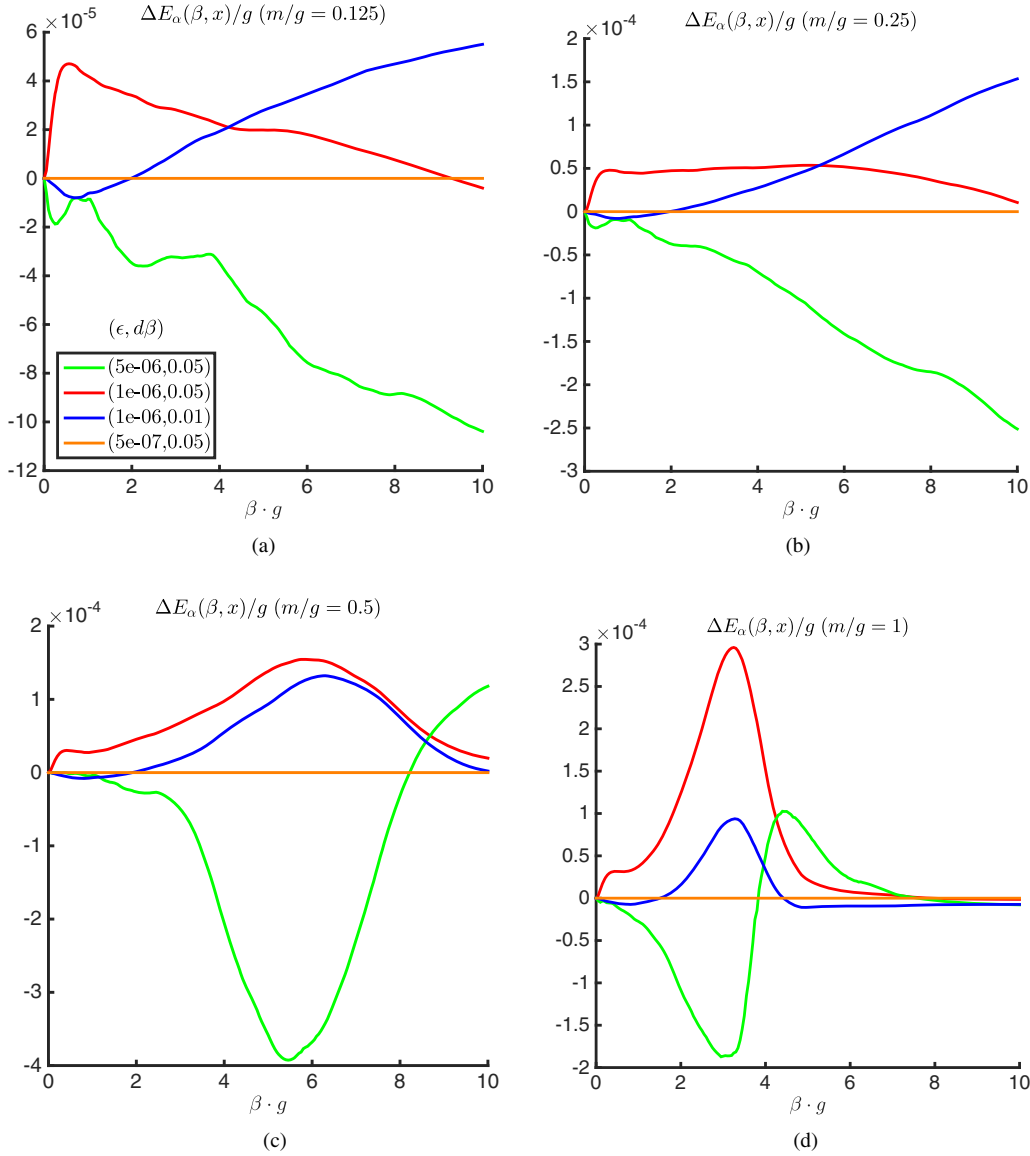 ΔE_α(β, x)/g (m/g = 0.125)
×10^-5
6
4
2
0
-2
-4
-6
-8
-10
-12
(ϵ, dβ)
(5e-06,0.05)
(1e-06,0.05)
(1e-06,0.01)
(5e-07,0.05)
0 2 4 6 8 10
β · g
(a)
ΔE_α(β, x)/g (m/g = 0.25)
×10^-4
2
1.5
1
0.5
0
-0.5
-1
-1.5
-2
-2.5
-3
0 2 4 6 8 10
β · g
(b)
ΔE_α(β, x)/g (m/g = 0.5)
×10^-4
2
1
0
-1
-2
-3
-4
0 2 4 6 8 10
β · g
(c)
ΔE_α(β, x)/g (m/g = 1)
×10^-4
3
2.5
2
1.5
1
0.5
0
-0.5
-1
-1.5
-2
0 2 4 6 8 10
β · g
(d)